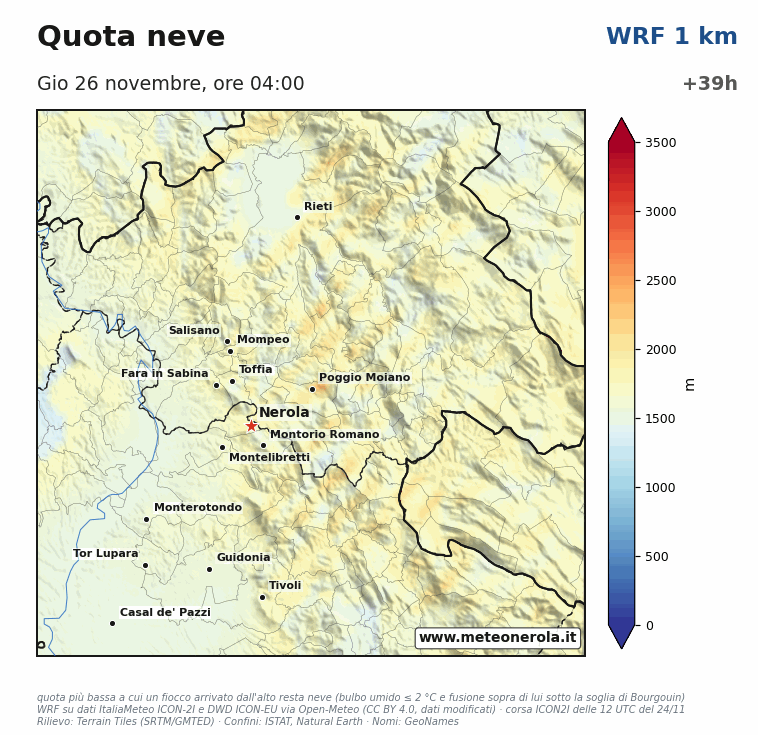 Quota neve
WRF 1 km
Gio 26 novembre, ore 04:00
+39h
3500
3000
2500
2000
1500
1000
500
0
m
Rieti
Salisano
Mompeo
Fara in Sabina
Toffia
Poggio Moiano
Nerola
Montorio Romano
Montelibretti
Monterotondo
Tor Lupara
Guidonia
Tivoli
Casal de' Pazzi
www.meteonerola.it
quota più bassa a cui un fiocco arrivato dall'alto resta neve (bulbo umido ≤ 2 °C e fusione sopra di lui sotto la soglia di Bourgouin)
WRF su dati ItaliaMeteo ICON-2I e DWD ICON-EU via Open-Meteo (CC BY 4.0, dati modificati) · corsa ICON2I delle 12 UTC del 24/11
Rilievo: Terrain Tiles (SRTM/GMTED) · Confini: ISTAT, Natural Earth · Nomi: GeoNames